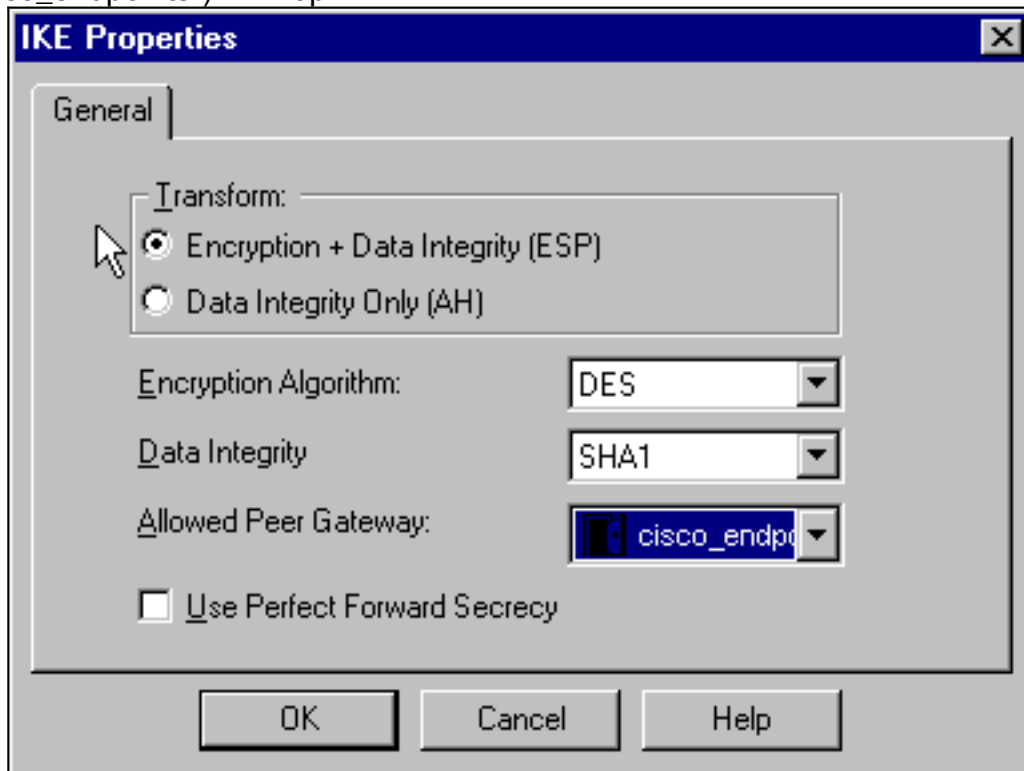 IKE Properties
General
Transform:
Encryption + Data Integrity (ESP)
Data Integrity Only (AH)
Encryption Algorithm: DES
Data Integrity SHA1
Allowed Peer Gateway: cisco_endpo
Use Perfect Forward Secrecy
OK Cancel Help